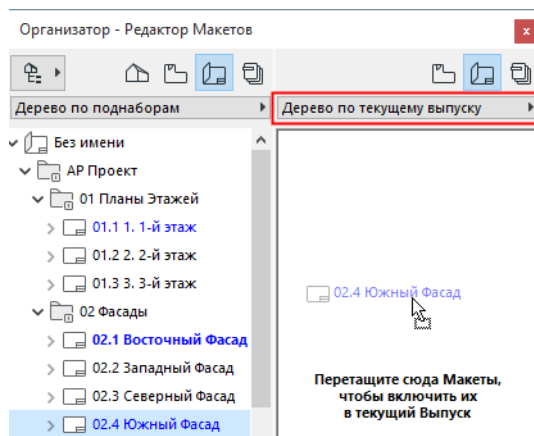 Организатор - Редактор Макетов
x
Дерево по поднаборам
Дерево по текущему выпуску
Без имени
АР Проект
01 Планы Этажей
01.1 1. 1-й этаж
01.2 2. 2-й этаж
01.3 3. 3-й этаж
02 Фасады
02.1 Восточный Фасад
02.2 Западный Фасад
02.3 Северный Фасад
02.4 Южный Фасад
02.4 Южный Фасад
Перетащите сюда Макеты,
чтобы включить их
в текущий Выпуск